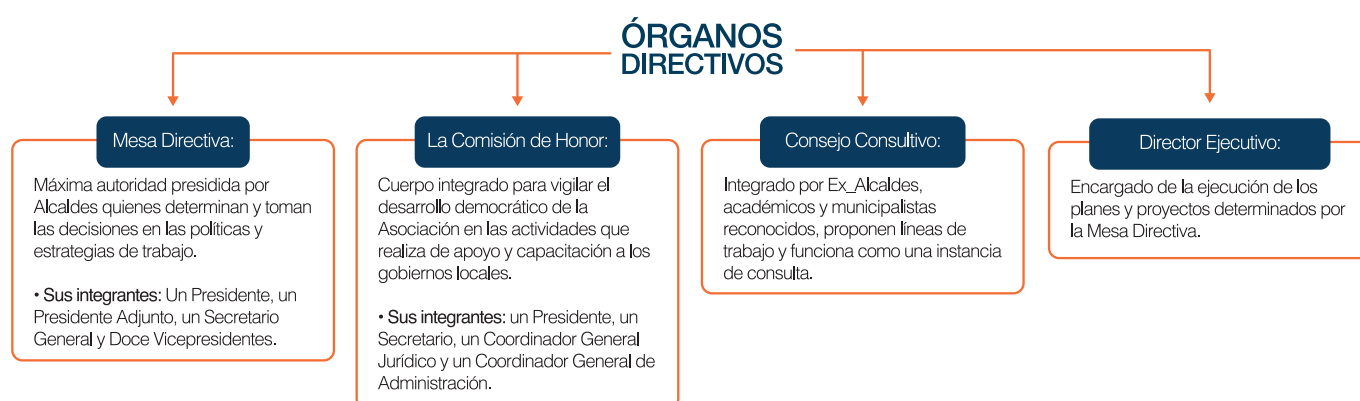 ÓRGANOS
DIRECTIVOS
Mesa Directiva:
Máxima autoridad presidida por
Alcaldes quienes determinan y toman
las decisiones en las políticas y
estrategias de trabajo.
• Sus integrantes: Un Presidente, un
Presidente Adjunto, un Secretario
General y Doce Vicepresidentes.
La Comisión de Honor:
Cuerpo integrado para vigilar el
desarrollo democrático de la
Asociación en las actividades que
realiza de apoyo y capacitación a los
gobiernos locales.
• Sus integrantes: un Presidente, un
Secretario, un Coordinador General
Jurídico y un Coordinador General de
Administración.
Consejo Consultivo:
Integrado por Ex_Alcaldes,
académicos y municipalistas
reconocidos, proponen líneas de
trabajo y funciona como una instancia
de consulta.
Director Ejecutivo:
Encargado de la ejecución de los
planes y proyectos determinados por
la Mesa Directiva.